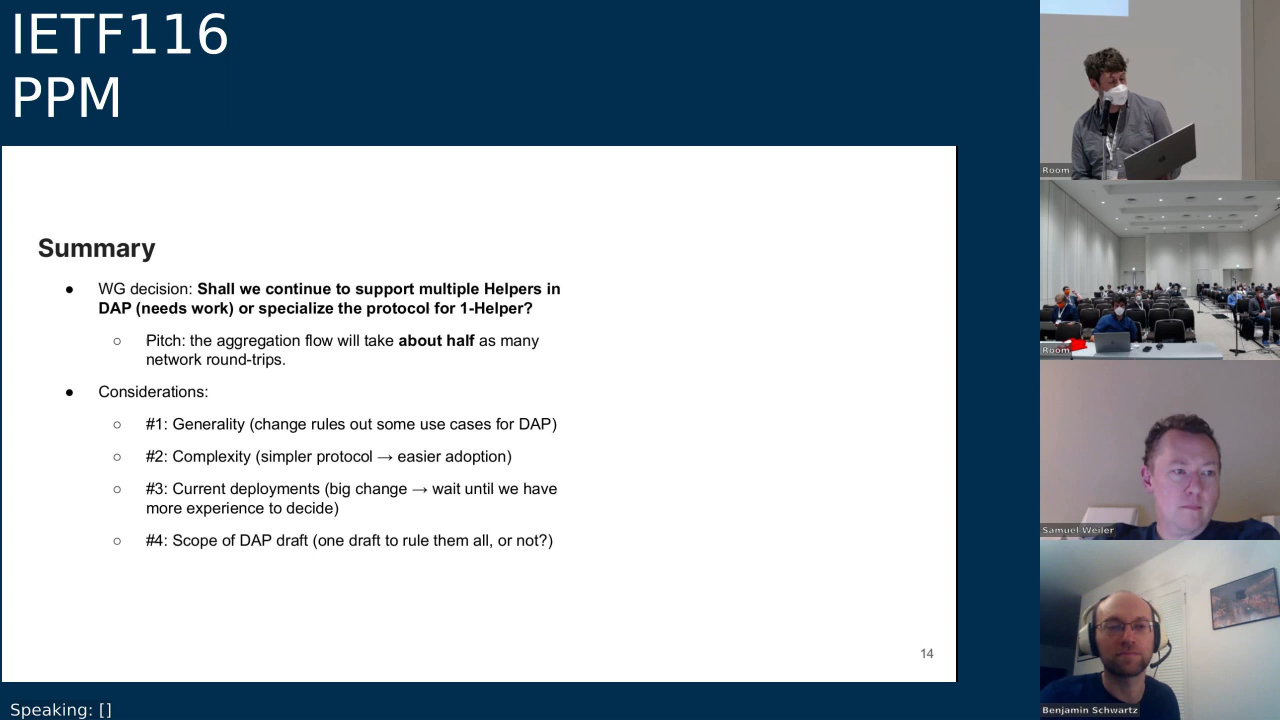 IETF116
PPM
Summary
● WG decision: Shall we continue to support multiple Helpers in
DAP (needs work) or specialize the protocol for 1-Helper?
○ Pitch: the aggregation flow will take about half as many
network round-trips.
● Considerations:
○ #1: Generality (change rules out some use cases for DAP)
○ #2: Complexity (simpler protocol → easier adoption)
○ #3: Current deployments (big change → wait until we have
more experience to decide)
○ #4: Scope of DAP draft (one draft to rule them all, or not?)
14
Speaking: []
Room
Room
Samuel Weiler
Benjamin Schwartz